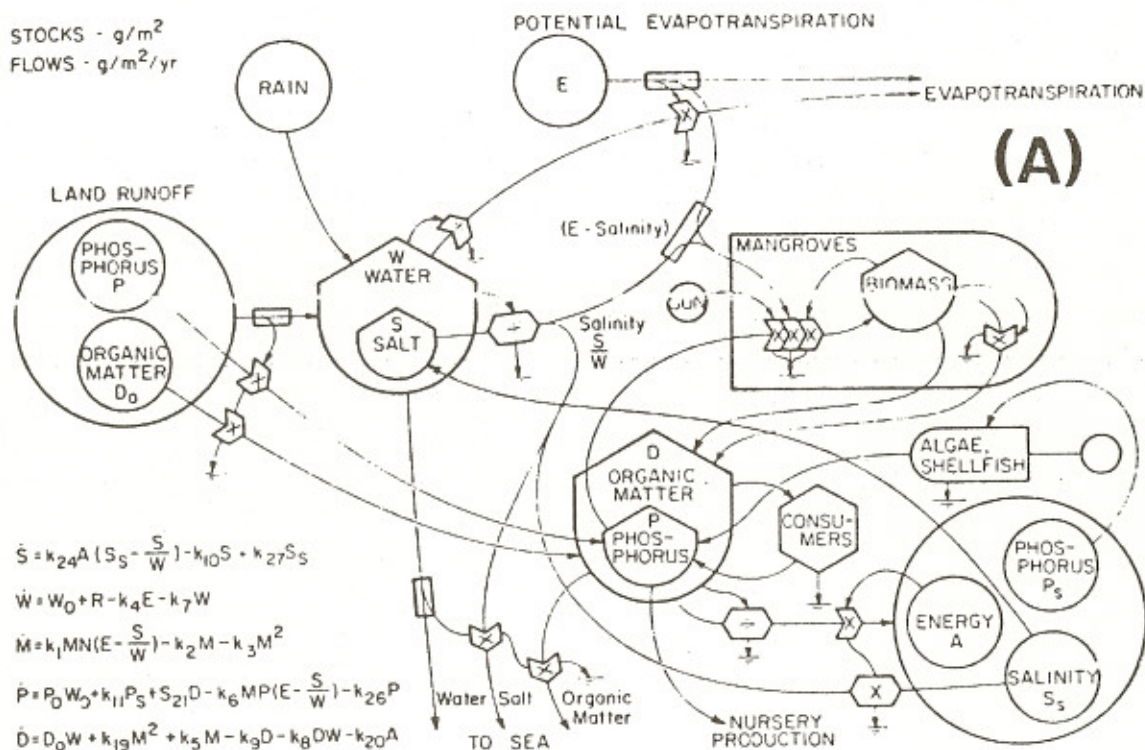 STOCKS - g/m²
FLOWS - g/m²/yr
POTENTIAL EVAPOTRANSPIRATION
RAIN
E
EVAPOTRANSPIRATION
(A)
LAND RUNOFF
PHOS-
PHORUS
P
ORGANIC
MATTER
D₀
W
WATER
S
SALT
÷
(E - Salinity)
Salinity
S/W
MANGROVES
BIOMASS
SUN
X X X
X
ALGAE,
SHELLFISH
D
ORGANIC
MATTER
P
PHOS-
PHORUS
CONSU-
MERS
PHOS-
PHORUS
Pₛ
ENERGY
A
SALINITY
Sₛ
÷
X
X
Ṡ = k₂₄A (Sₛ - S/W) - k₁₀S + k₂₇Sₛ
Ẇ = W₀ + R - k₄E - k₇W
Ṁ = k₁MN(E - S/W) - k₂M - k₃M²
Ṗ = P₀W₀ + k₁₁Pₛ + S₂₁D - k₆MP(E - S/W) - k₂₆P
Ḋ = D₀W + k₁₉M² + k₅M - k₉D - k₈DW - k₂₀A
Water
Salt
Organic
Matter
TO SEA
NURSERY
PRODUCTION